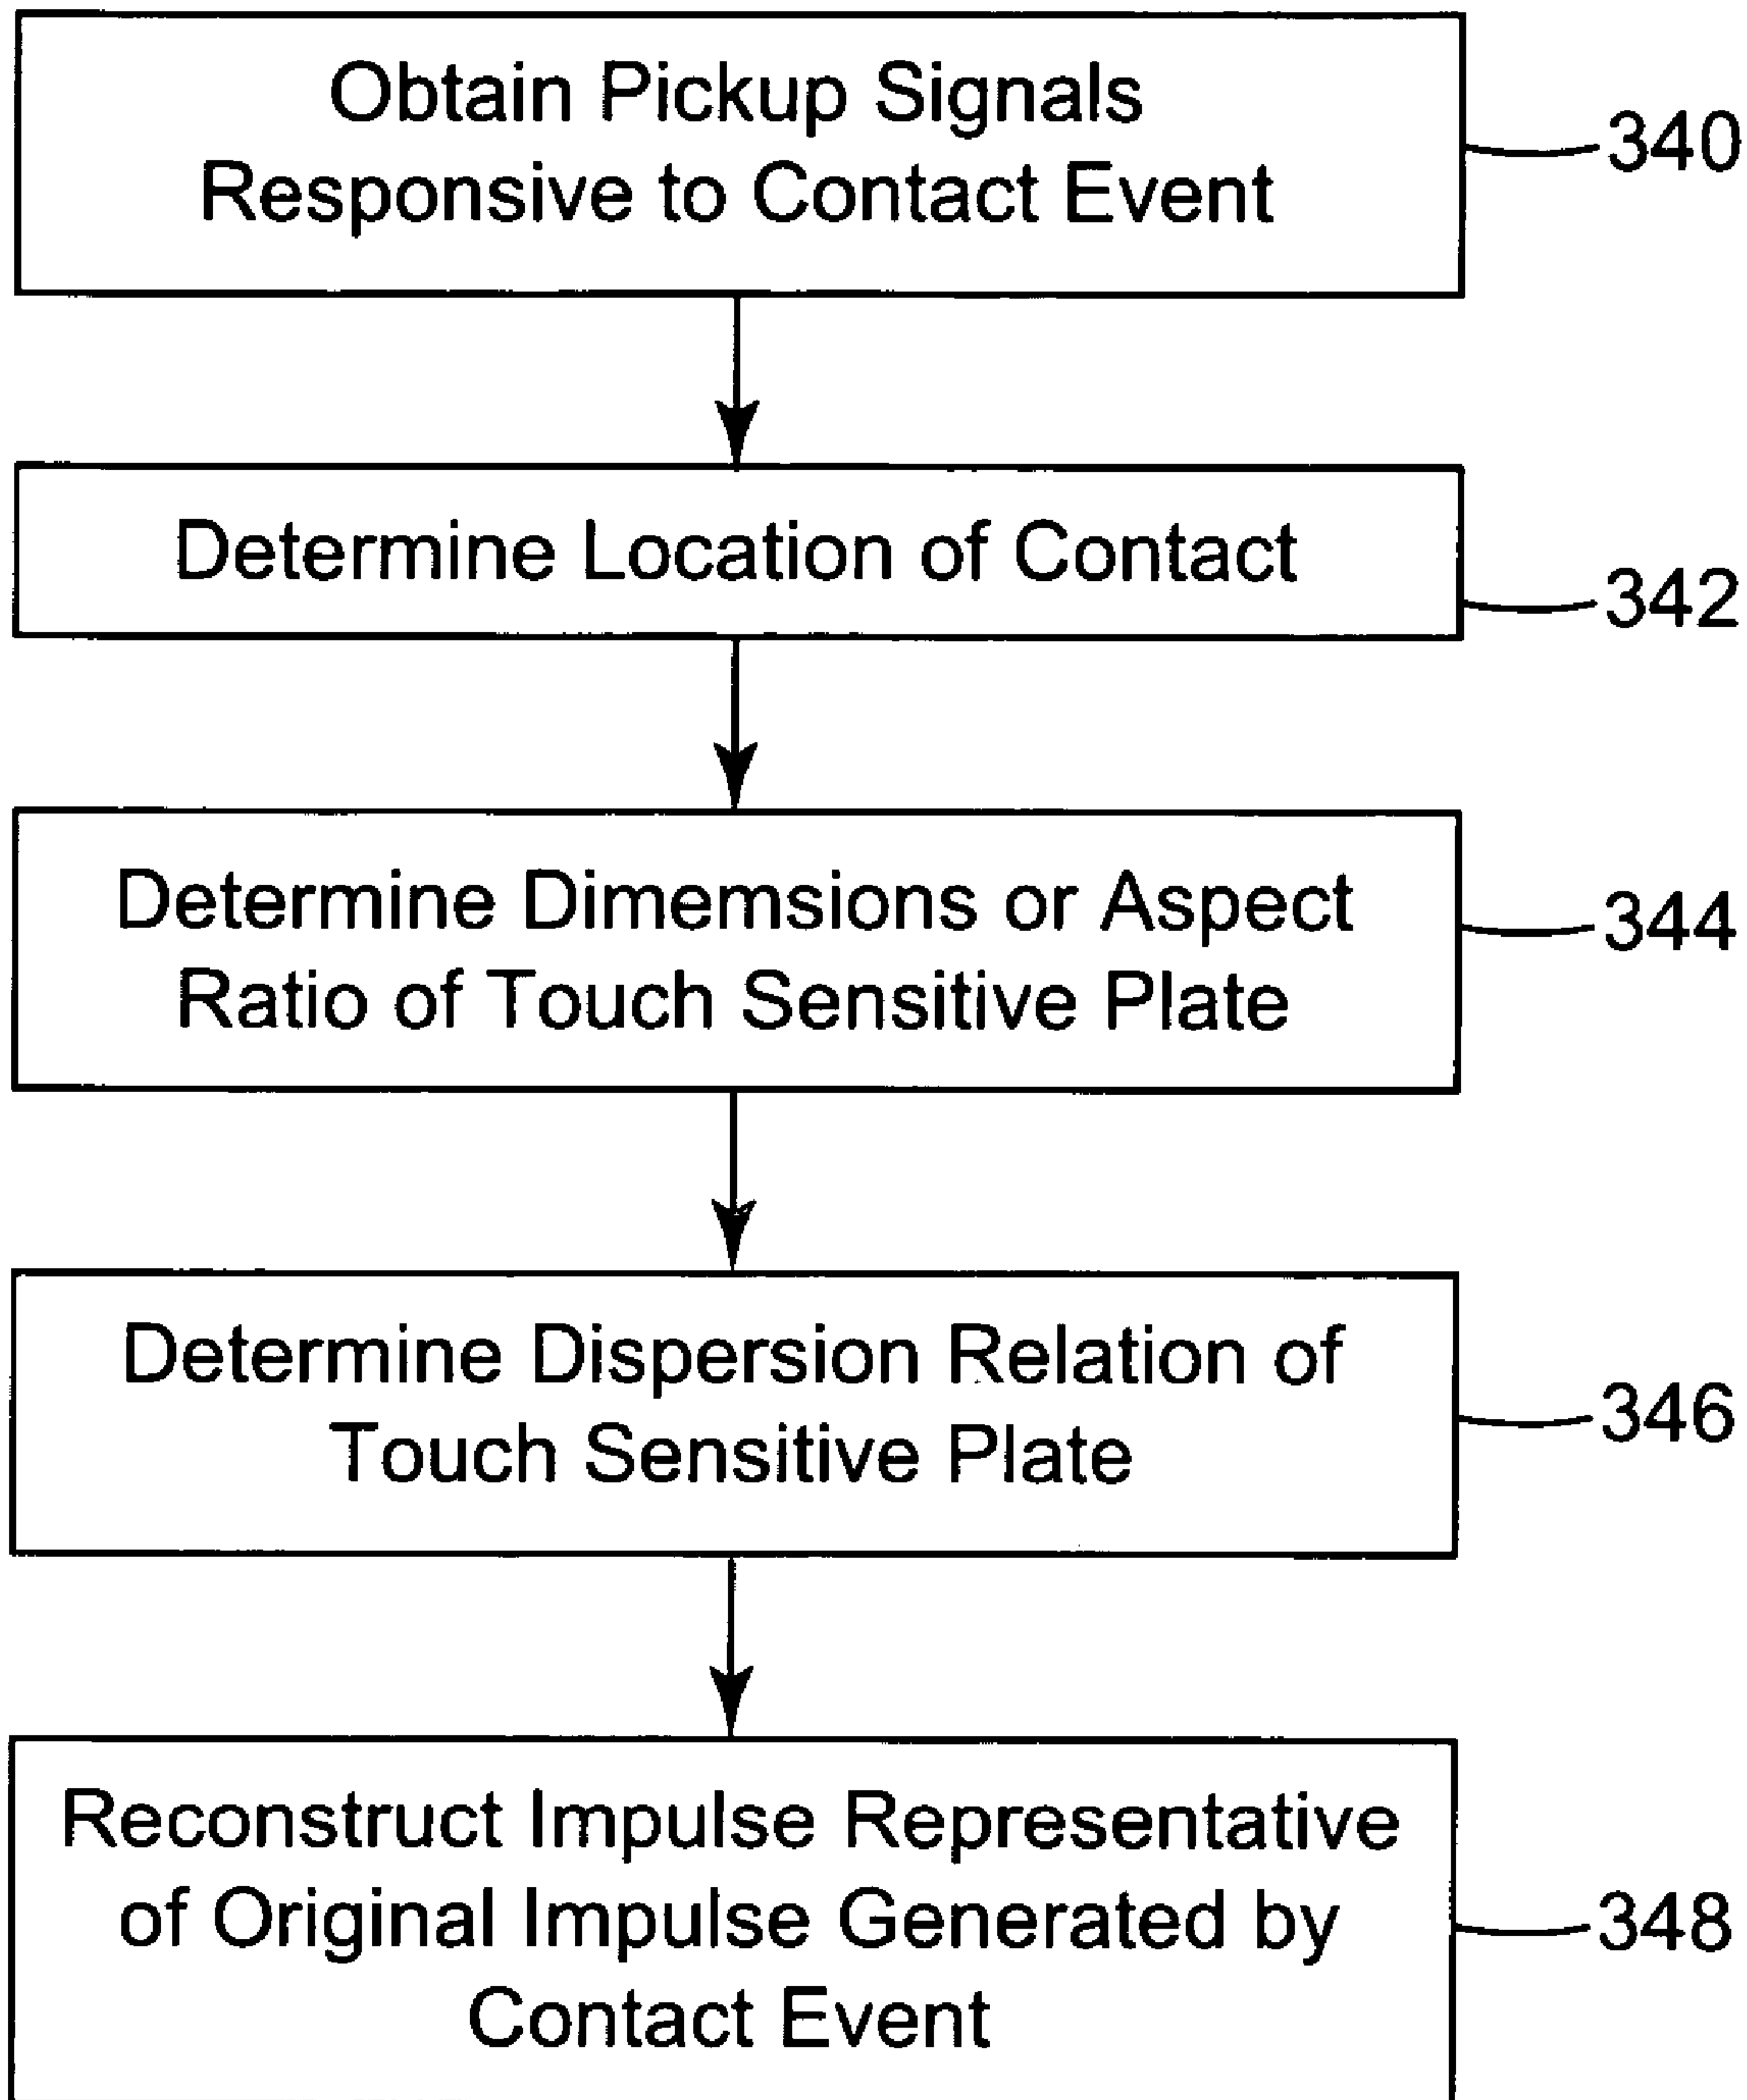 Obtain Pickup Signals
Responsive to Contact Event
340
Determine Location of Contact
342
Determine Dimemsions or Aspect
Ratio of Touch Sensitive Plate
344
Determine Dispersion Relation of
Touch Sensitive Plate
346
Reconstruct Impulse Representative
of Original Impulse Generated by
Contact Event
348